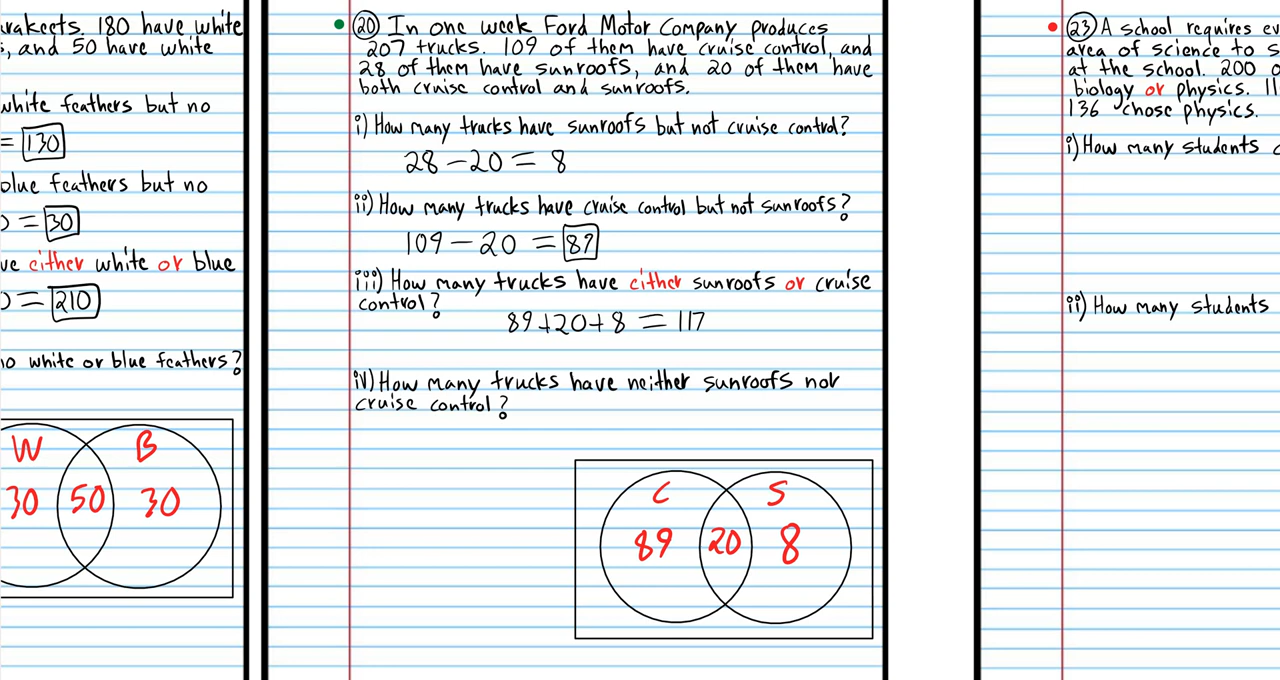 rakeets. 180 have white
, and 50 have white
white feathers but no
= 130
blue feathers but no
= 30
ve either white or blue
= 210
no white or blue feathers?
W B
30 50 30
20 In one week Ford Motor Company produces
207 trucks. 109 of them have cruise control, and
28 of them have sunroofs, and 20 of them have
both cruise control and sunroofs.
i) How many trucks have sunroofs but not cruise control?
28 - 20 = 8
ii) How many trucks have cruise control but not sunroofs?
109 - 20 = 89
iii) How many trucks have either sunroofs or cruise
control?
89+20+8 = 117
iv) How many trucks have neither sunroofs nor
cruise control?
C S
89 20 8
23 A school requires ev
area of science to s
at the school. 200 o
biology or physics. 11
136 chose physics.
i) How many students c
ii) How many students